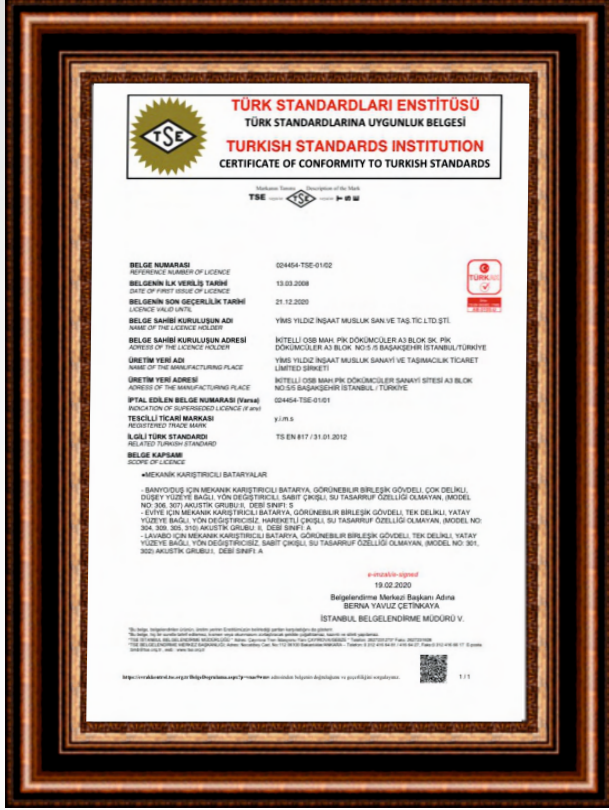 TÜRK STANDARDLARI ENSTİTÜSÜ
TÜRK STANDARDLARINA UYGUNLUK BELGESİ
TURKISH STANDARDS INSTITUTION
CERTIFICATE OF CONFORMITY TO TURKISH STANDARDS
TSE
Markanın Tanımı Description of the Mark
TSE TSE TSE
BELGE NUMARASI 024454-TSE-01/02
REFERENCE NUMBER OF LICENCE
BELGENİN İLK VERİLİŞ TARİHİ 13.03.2008
DATE OF FIRST ISSUE OF LICENCE
BELGENİN SON GEÇERLİLİK TARİHİ 21.12.2020
LICENCE VALID UNTIL
TÜRKAK
BELGE SAHİBİ KURULUŞUN ADI YİMS YILDIZ İNŞAAT MUSLUK SAN.VE TAŞ.TİC.LTD.ŞTİ.
NAME OF THE LICENCE HOLDER
BELGE SAHİBİ KURULUŞUN ADRESİ İKİTELLİ OSB MAH. PİK DÖKÜMCÜLER A3 BLOK SK. PİK
ADRESS OF THE LICENCE HOLDER DÖKÜMCÜLER A3 BLOK NO:5 /5 BAŞAKŞEHİR İSTANBUL/TÜRKİYE
ÜRETİM YERİ ADI YİMS YILDIZ İNŞAAT MUSLUK SANAYİ VE TAŞIMACILIK TİCARET
NAME OF THE MANUFACTURING PLACE LİMİTED ŞİRKETİ
ÜRETİM YERİ ADRESİ İKİTELLİ OSB MAH.PİK DÖKÜMCÜLER SANAYİ SİTESİ A3 BLOK
ADRESS OF THE MANUFACTURING PLACE NO:5/5 BAŞAKŞEHİR İSTANBUL / TÜRKİYE
İPTAL EDİLEN BELGE NUMARASI (Varsa) 024454-TSE-01/01
INDICATION OF SUPERSEDED LICENCE (if any)
TESCİLLİ TİCARİ MARKASI y.i.m.s
REGISTERED TRADE MARK
İLGİLİ TÜRK STANDARDI TS EN 817 / 31.01.2012
RELATED TURKISH STANDARD
BELGE KAPSAMI
SCOPE OF LICENCE
●MEKANİK KARIŞTIRICILI BATARYALAR
- BANYO/DUŞ İÇİN MEKANİK KARIŞTIRICILI BATARYA, GÖRÜNEBİLİR BİRLEŞİK GÖVDELİ, ÇOK DELİKLİ,
DÜŞEY YÜZEYE BAĞLI, YÖN DEĞİŞTİRİCİLİ, SABİT ÇIKIŞLI, SU TASARRUF ÖZELLİĞİ OLMAYAN, (MODEL
NO: 306, 307) AKUSTİK GRUBU:II, DEBİ SINIFI: S
- EVİYE İÇİN MEKANİK KARIŞTIRICILI BATARYA, GÖRÜNEBİLİR BİRLEŞİK GÖVDELİ, TEK DELİKLİ, YATAY
YÜZEYE BAĞLI, YÖN DEĞİŞTİRİCİSİZ, HAREKETLİ ÇIKIŞLI, SU TASARRUF ÖZELLİĞİ OLMAYAN, (MODEL NO:
304, 309, 305, 310) AKUSTİK GRUBU: II, DEBİ SINIFI: A
- LAVABO İÇİN MEKANİK KARIŞTIRICILI BATARYA, GÖRÜNEBİLİR BİRLEŞİK GÖVDELİ, TEK DELİKLİ, YATAY
YÜZEYE BAĞLI, YÖN DEĞİŞTİRİCİSİZ, SABİT ÇIKIŞLI, SU TASARRUF ÖZELLİĞİ OLMAYAN, (MODEL NO: 301,
302) AKUSTİK GRUBU:I, DEBİ SINIFI: A
e-imzalı/e-signed
19.02.2020
Belgelendirme Merkezi Başkanı Adına
BERNA YAVUZ ÇETİNKAYA
İSTANBUL BELGELENDİRME MÜDÜRÜ V.
1 / 1